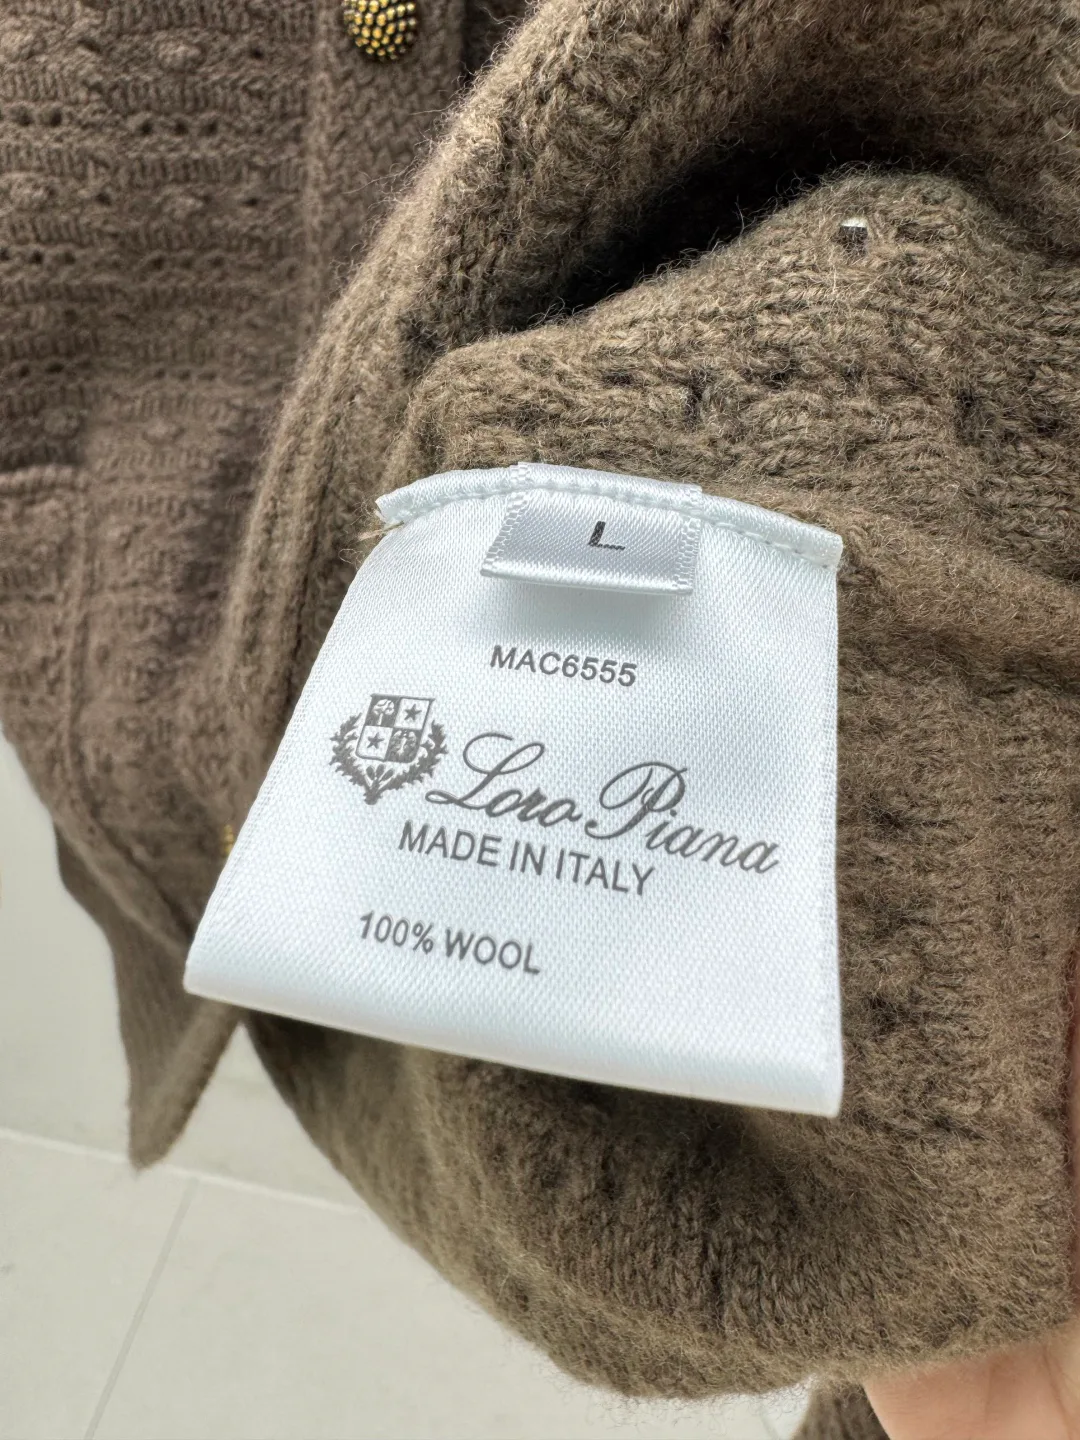 L
MAC6555
Loro Piana
MADE IN ITALY
100% WOOL